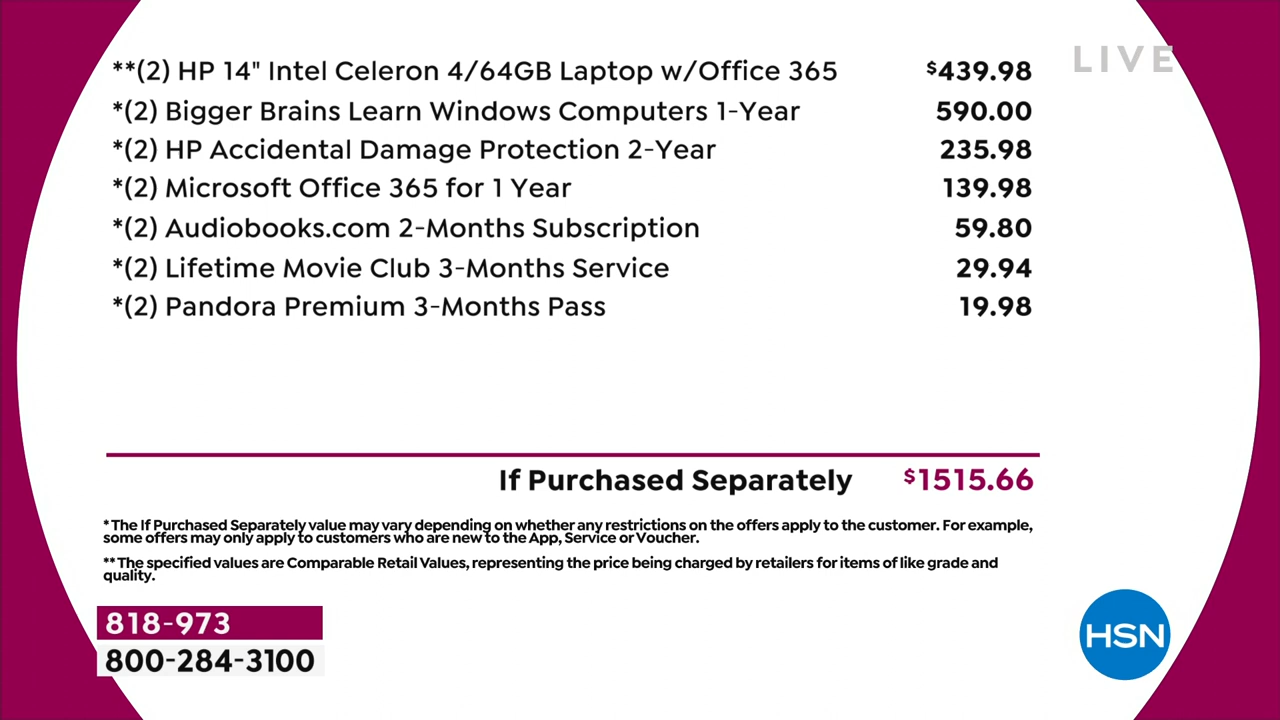 LIVE
**(2) HP 14" Intel Celeron 4/64GB Laptop w/Office 365 $439.98
*(2) Bigger Brains Learn Windows Computers 1-Year 590.00
*(2) HP Accidental Damage Protection 2-Year 235.98
*(2) Microsoft Office 365 for 1 Year 139.98
*(2) Audiobooks.com 2-Months Subscription 59.80
*(2) Lifetime Movie Club 3-Months Service 29.94
*(2) Pandora Premium 3-Months Pass 19.98
If Purchased Separately $1515.66
* The If Purchased Separately value may vary depending on whether any restrictions on the offers apply to the customer. For example,
some offers may only apply to customers who are new to the App, Service or Voucher.
** The specified values are Comparable Retail Values, representing the price being charged by retailers for items of like grade and
quality.
818-973
800-284-3100
HSN